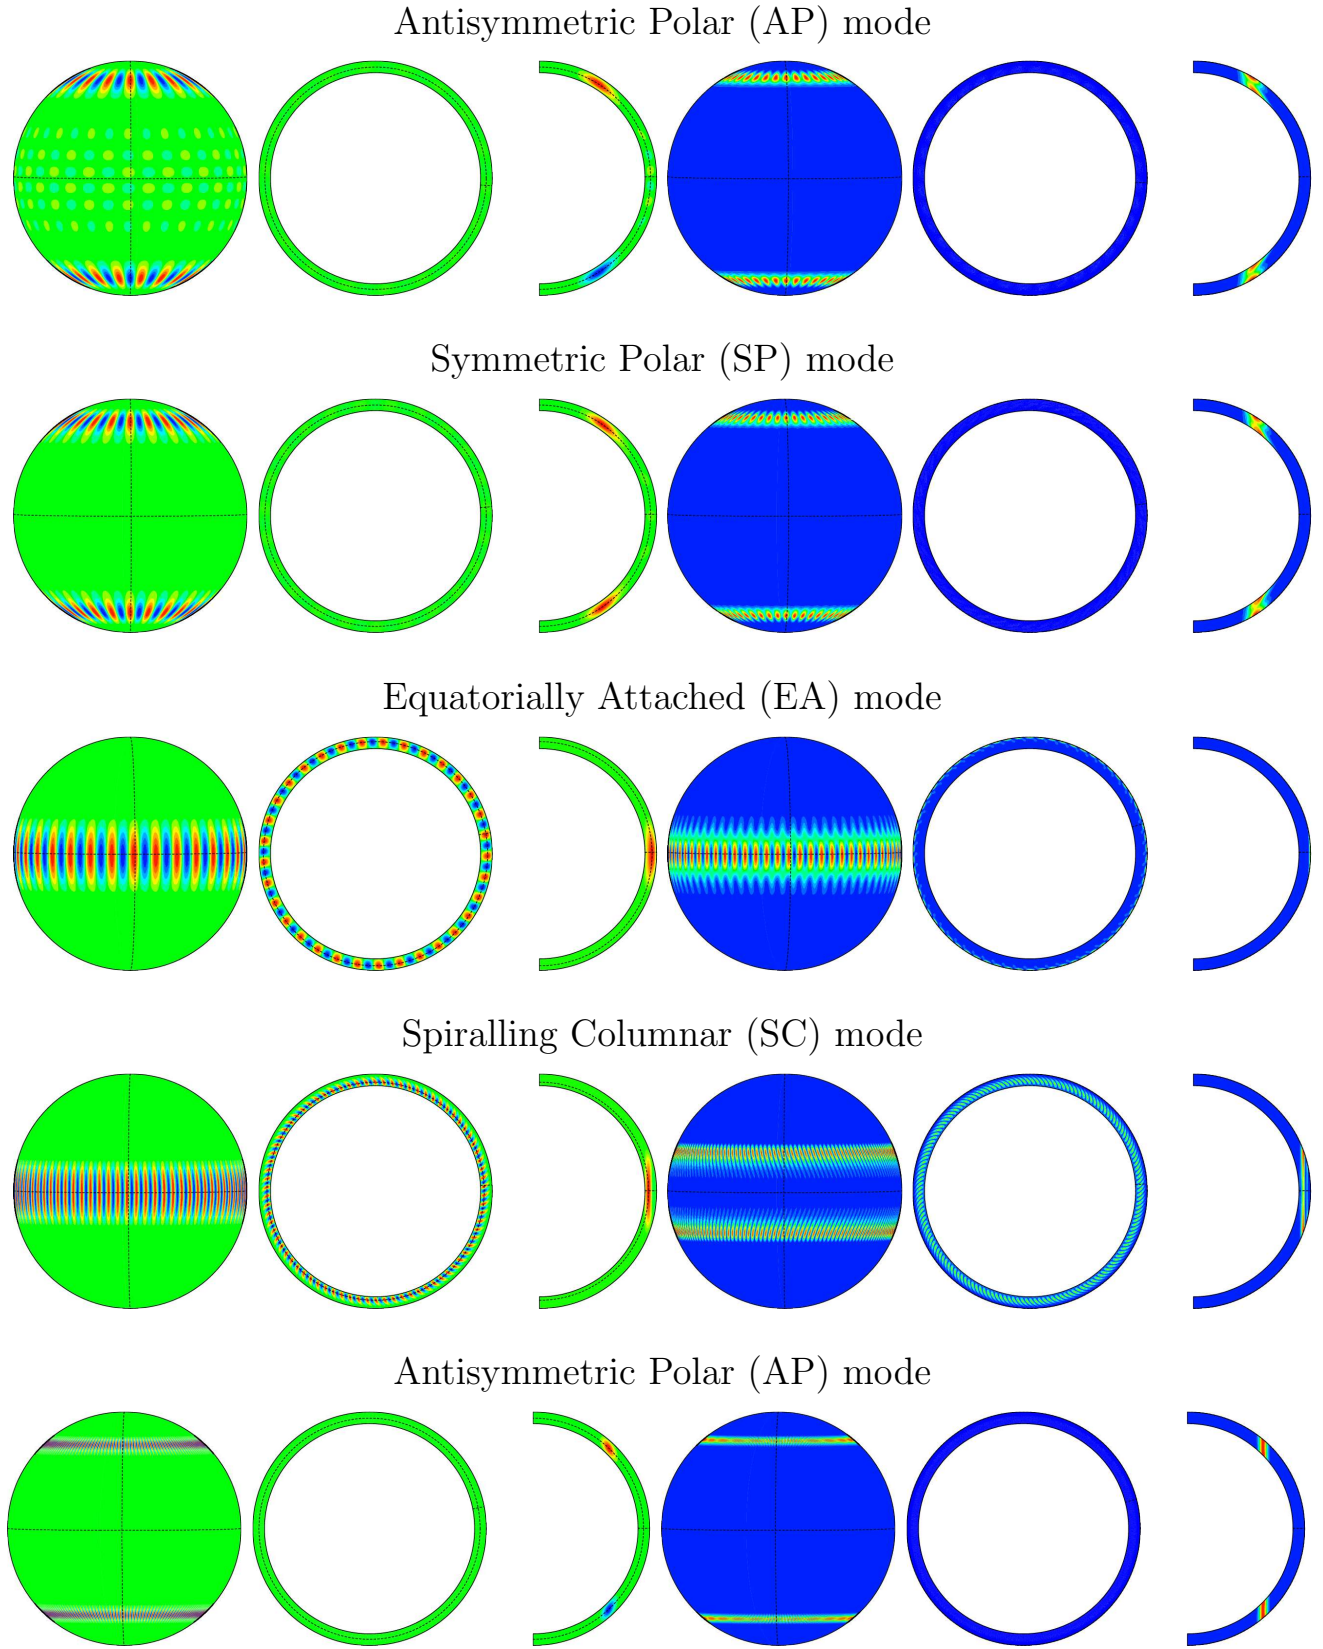 Antisymmetric Polar (AP) mode
Symmetric Polar (SP) mode
Equatorially Attached (EA) mode
Spiralling Columnar (SC) mode
Antisymmetric Polar (AP) mode